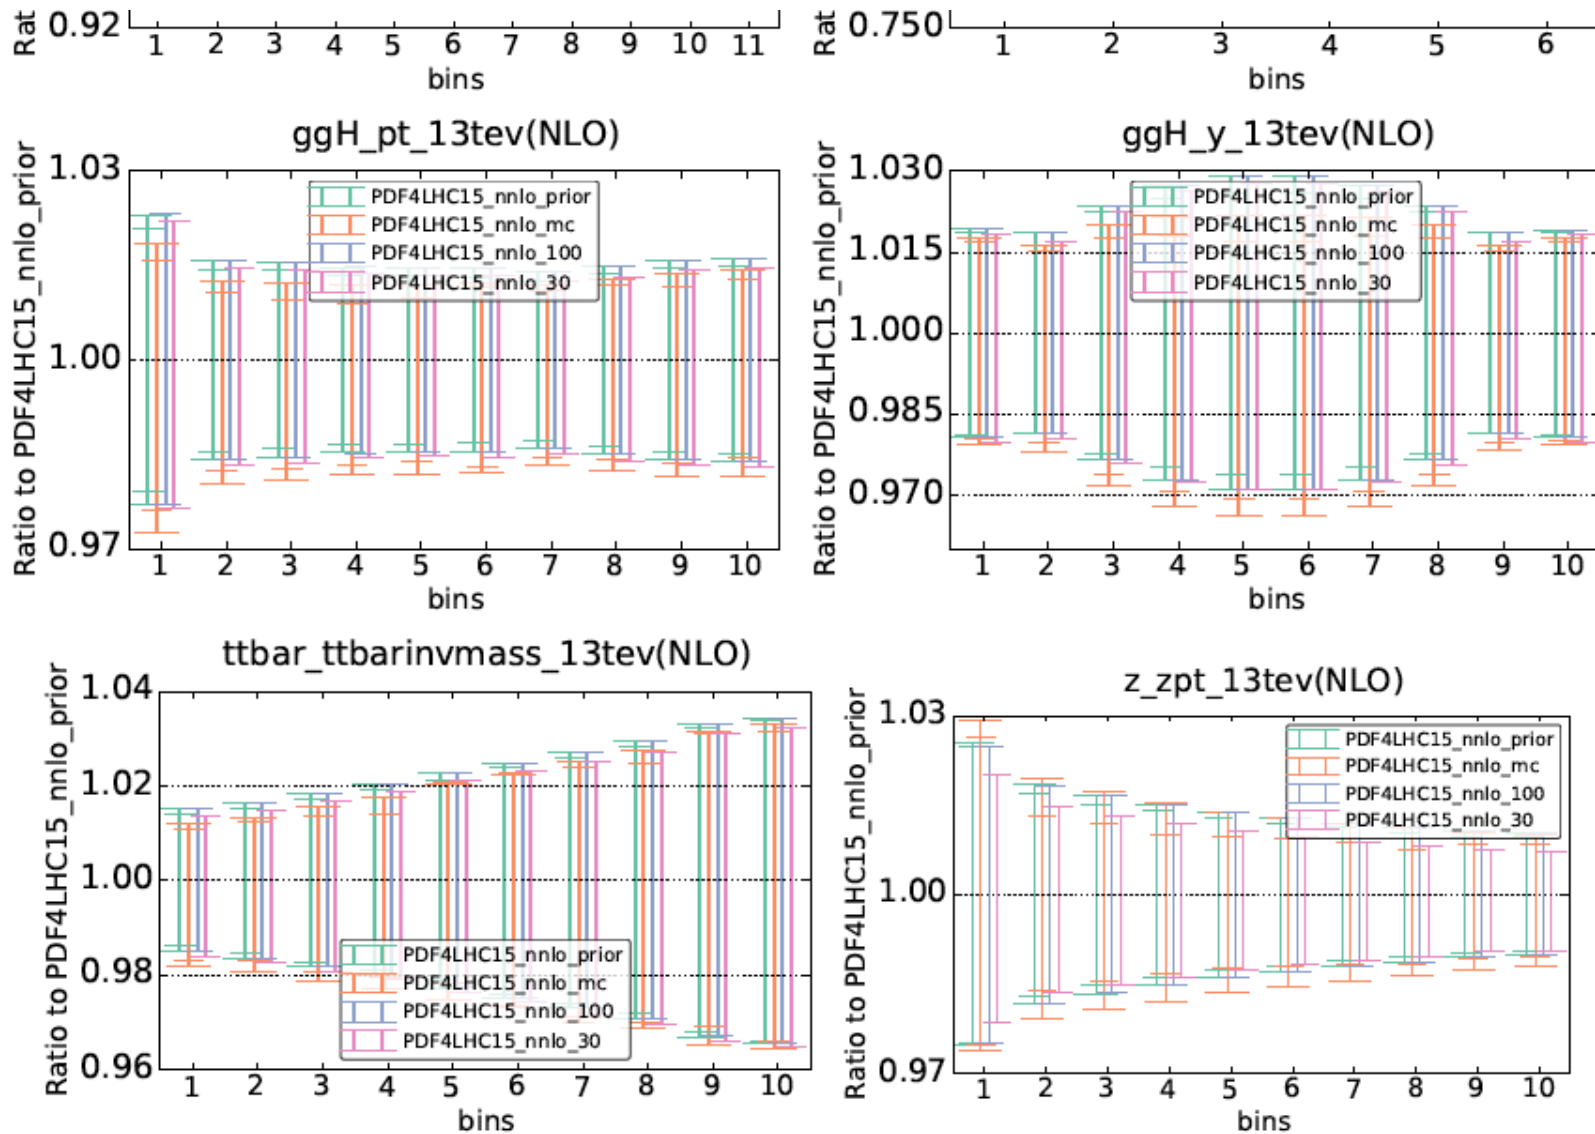 Rat 0.92
1 2 3 4 5 6 7 8 9 10 11
bins
Rat 0.750
1 2 3 4 5 6
bins
ggH_pt_13tev(NLO)
Ratio to PDF4LHC15_nnlo_prior
1.03
1.00
0.97
PDF4LHC15_nnlo_prior
PDF4LHC15_nnlo_mc
PDF4LHC15_nnlo_100
PDF4LHC15_nnlo_30
1 2 3 4 5 6 7 8 9 10
bins
ggH_y_13tev(NLO)
Ratio to PDF4LHC15_nnlo_prior
1.030
1.015
1.000
0.985
0.970
PDF4LHC15_nnlo_prior
PDF4LHC15_nnlo_mc
PDF4LHC15_nnlo_100
PDF4LHC15_nnlo_30
1 2 3 4 5 6 7 8 9 10
bins
ttbar_ttbarinvmass_13tev(NLO)
Ratio to PDF4LHC15_nnlo_prior
1.04
1.02
1.00
0.98
0.96
PDF4LHC15_nnlo_prior
PDF4LHC15_nnlo_mc
PDF4LHC15_nnlo_100
PDF4LHC15_nnlo_30
1 2 3 4 5 6 7 8 9 10
bins
z_zpt_13tev(NLO)
Ratio to PDF4LHC15_nnlo_prior
1.03
1.00
0.97
PDF4LHC15_nnlo_prior
PDF4LHC15_nnlo_mc
PDF4LHC15_nnlo_100
PDF4LHC15_nnlo_30
1 2 3 4 5 6 7 8 9 10
bins